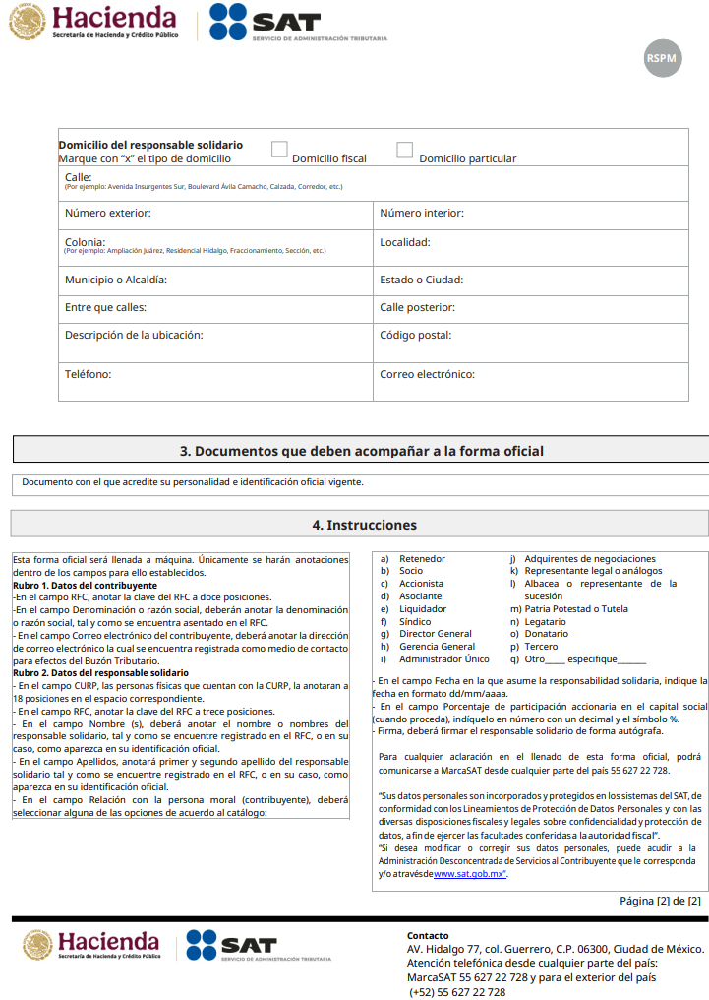 Hacienda
Secretaría de Hacienda y Crédito Público
SAT
SERVICIO DE ADMINISTRACIÓN TRIBUTARIA
RSPM
Domicilio del responsable solidario
Marque con “x” el tipo de domicilio
Domicilio fiscal
Domicilio particular
Calle:
(Por ejemplo: Avenida Insurgentes Sur, Boulevard Ávila Camacho, Calzada, Corredor, etc.)
Número exterior:
Número interior:
Colonia:
(Por ejemplo: Ampliación Juárez, Residencial Hidalgo, Fraccionamiento, Sección, etc.)
Localidad:
Municipio o Alcaldía:
Estado o Ciudad:
Entre que calles:
Calle posterior:
Descripción de la ubicación:
Código postal:
Teléfono:
Correo electrónico:
3. Documentos que deben acompañar a la forma oficial
Documento con el que acredite su personalidad e identificación oficial vigente.
4. Instrucciones
Esta forma oficial será llenada a máquina. Únicamente se harán anotaciones
dentro de los campos para ello establecidos.
Rubro 1. Datos del contribuyente
-En el campo RFC, anotar la clave del RFC a doce posiciones.
-En el campo Denominación o razón social, deberán anotar la denominación
o razón social, tal y como se encuentra asentado en el RFC.
-En el campo Correo electrónico del contribuyente, deberá anotar la dirección
de correo electrónico la cual se encuentra registrada como medio de contacto
para efectos del Buzón Tributario.
Rubro 2. Datos del responsable solidario
- En el campo CURP, las personas físicas que cuentan con la CURP, la anotaran a
18 posiciones en el espacio correspondiente.
-En el campo RFC, anotar la clave del RFC a trece posiciones.
- En el campo Nombre (s), deberá anotar el nombre o nombres del
responsable solidario, tal y como se encuentre registrado en el RFC, o en su
caso, como aparezca en su identificación oficial.
- En el campo Apellidos, anotará primer y segundo apellido del responsable
solidario tal y como se encuentre registrado en el RFC, o en su caso, como
aparezca en su identificación oficial.
- En el campo Relación con la persona moral (contribuyente), deberá
seleccionar alguna de las opciones de acuerdo al catálogo:
a) Retenedor
b) Socio
c) Accionista
d) Asociante
e) Liquidador
f) Síndico
g) Director General
h) Gerencia General
i) Administrador Único
j) Adquirentes de negociaciones
k) Representante legal o análogos
l) Albacea o representante de la
sucesión
m) Patria Potestad o Tutela
n) Legatario
o) Donatario
p) Tercero
q) Otro_____ especifique_______
- En el campo Fecha en la que asume la responsabilidad solidaria, indique la
fecha en formato dd/mm/aaaa.
- En el campo Porcentaje de participación accionaria en el capital social
(cuando proceda), indíquelo en número con un decimal y el símbolo %.
- Firma, deberá firmar el responsable solidario de forma autógrafa.
Para cualquier aclaración en el llenado de esta forma oficial, podrá
comunicarse a MarcaSAT desde cualquier parte del país 55 627 22 728.
“Sus datos personales son incorporados y protegidos en los sistemas del SAT, de
conformidad con los Lineamientos de Protección de Datos Personales y con las
diversas disposiciones fiscales y legales sobre confidencialidad y protección de
datos, a fin de ejercer las facultades conferidas a la autoridad fiscal”.
“Si desea modificar o corregir sus datos personales, puede acudir a la
Administración Desconcentrada de Servicios al Contribuyente que le corresponda
y/o a través de www.sat.gob.mx”.
Página [2] de [2]
Hacienda
Secretaría de Hacienda y Crédito Público
SAT
SERVICIO DE ADMINISTRACIÓN TRIBUTARIA
Contacto
AV. Hidalgo 77, col. Guerrero, C.P. 06300, Ciudad de México.
Atención telefónica desde cualquier parte del país:
MarcaSAT 55 627 22 728 y para el exterior del país
(+52) 55 627 22 728